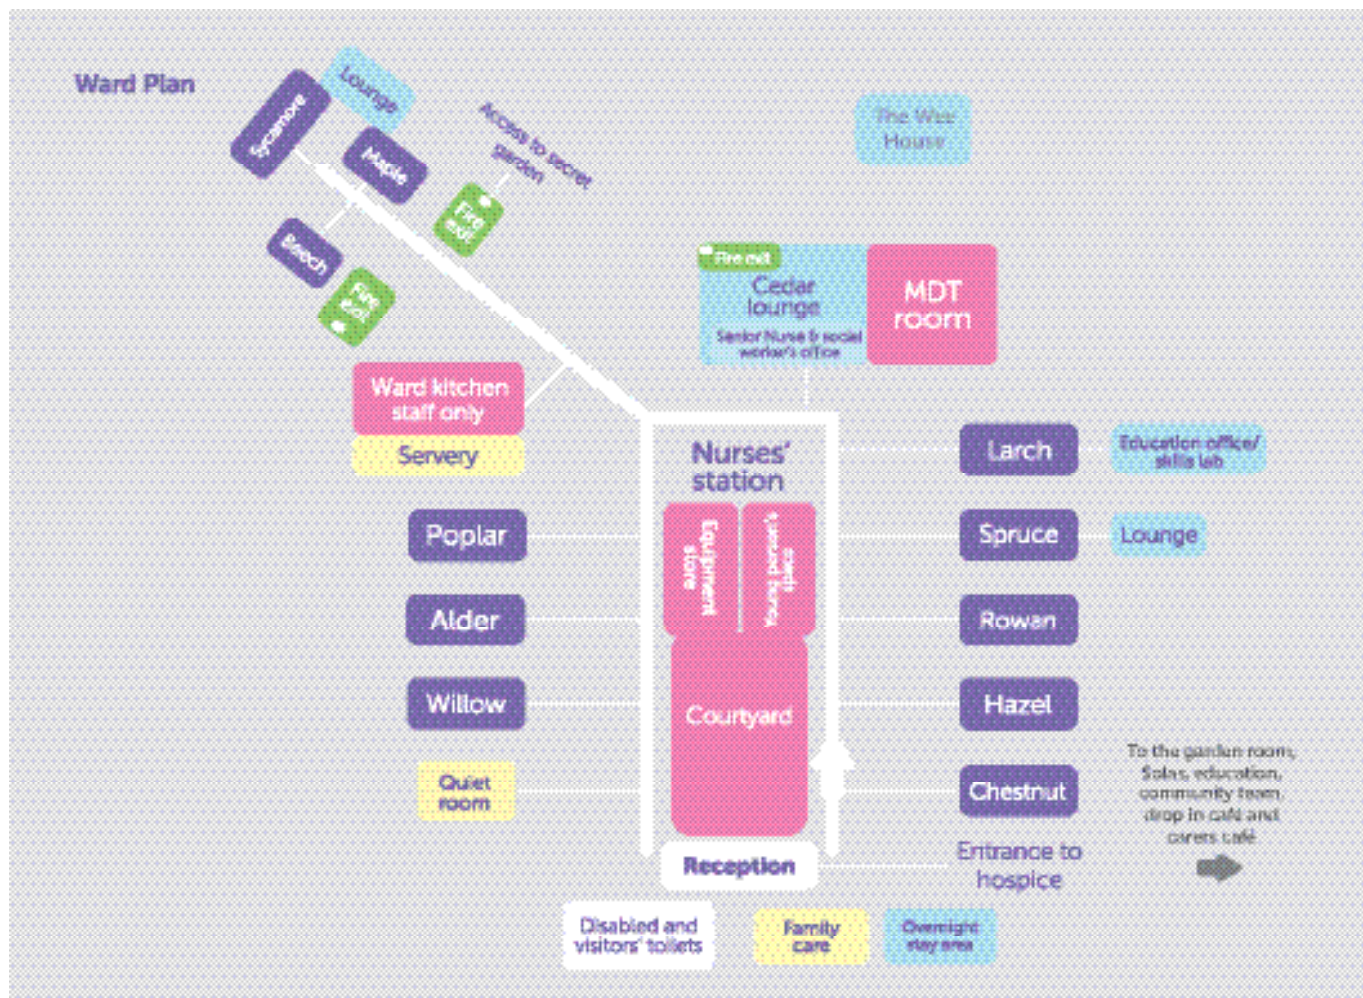 Ward Plan
Sycamore
Lounge
Maple
Access to secret
garden
Fire
exit
Beech
Fire
exit
The Wee
House
Fire exit
Cedar
lounge
Senior Nurse & social
worker's office
MDT
room
Ward kitchen
staff only
Servery
Nurses'
station
Larch
Education office/
skills lab
Poplar
Equipment
store
Young person's
space
Spruce
Lounge
Alder
Rowan
Willow
Courtyard
Hazel
Quiet
room
Chestnut
To the garden room,
Solas, education,
community team,
drop in café and
carers café
Reception
Entrance to
hospice
Disabled and
visitors' toilets
Family
care
Overnight
stay area